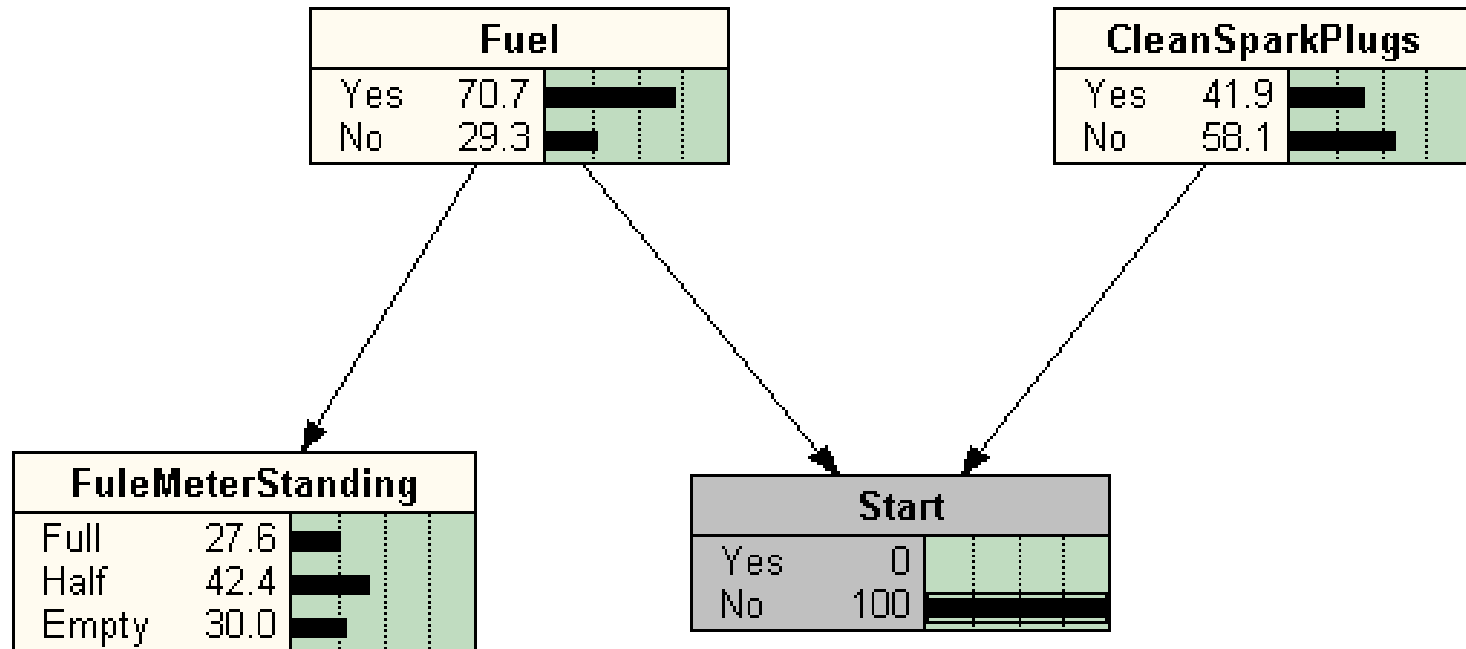 Fuel
Yes 70.7
No 29.3
CleanSparkPlugs
Yes 41.9
No 58.1
FuleMeterStanding
Full 27.6
Half 42.4
Empty 30.0
Start
Yes 0
No 100